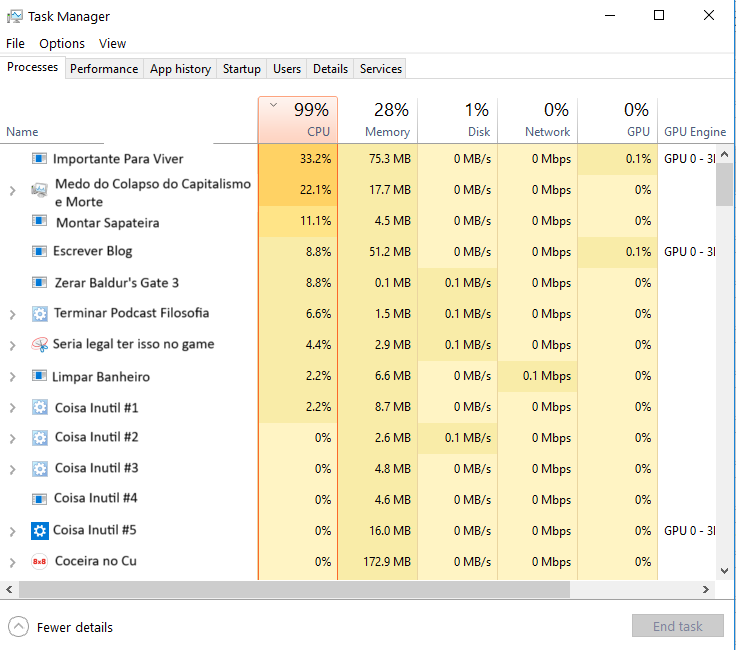 Task Manager
File Options View
Processes Performance App history Startup Users Details Services
99% 28% 1% 0% 0%
Name CPU Memory Disk Network GPU GPU Engine
Importante Para Viver 33.2% 75.3 MB 0 MB/s 0 Mbps 0.1% GPU 0 - 3
Medo do Colapso do Capitalismo
e Morte 22.1% 17.7 MB 0 MB/s 0 Mbps 0%
Montar Sapateira 11.1% 4.5 MB 0 MB/s 0 Mbps 0%
Escrever Blog 8.8% 51.2 MB 0 MB/s 0 Mbps 0.1% GPU 0 - 3
Zerar Baldur's Gate 3 8.8% 0.1 MB 0.1 MB/s 0 Mbps 0%
Terminar Podcast Filosofia 6.6% 1.5 MB 0.1 MB/s 0 Mbps 0%
Seria legal ter isso no game 4.4% 2.9 MB 0.1 MB/s 0 Mbps 0%
Limpar Banheiro 2.2% 6.6 MB 0 MB/s 0.1 Mbps 0%
Coisa Inutil #1 2.2% 8.7 MB 0 MB/s 0 Mbps 0%
Coisa Inutil #2 0% 2.6 MB 0.1 MB/s 0 Mbps 0%
Coisa Inutil #3 0% 4.8 MB 0 MB/s 0 Mbps 0%
Coisa Inutil #4 0% 4.6 MB 0 MB/s 0 Mbps 0%
Coisa Inutil #5 0% 16.0 MB 0 MB/s 0 Mbps 0% GPU 0 - 3
8x8 Coceira no Cu 0% 172.9 MB 0 MB/s 0 Mbps 0%
Fewer details End task